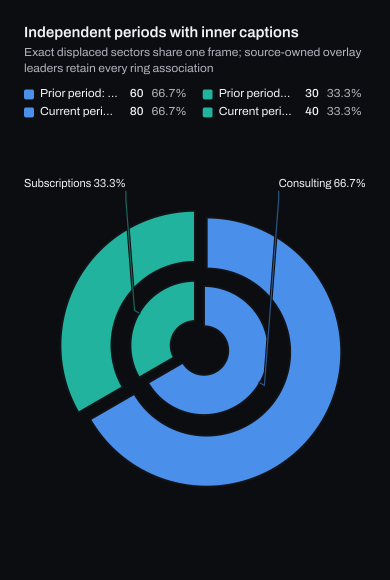 Independent periods with inner captions
Exact displaced sectors share one frame; source-owned overlay
leaders retain every ring association
Prior period: ... 60 66.7% Prior period... 30 33.3%
Current peri... 80 66.7% Current peri... 40 33.3%
Subscriptions 33.3% Consulting 66.7%